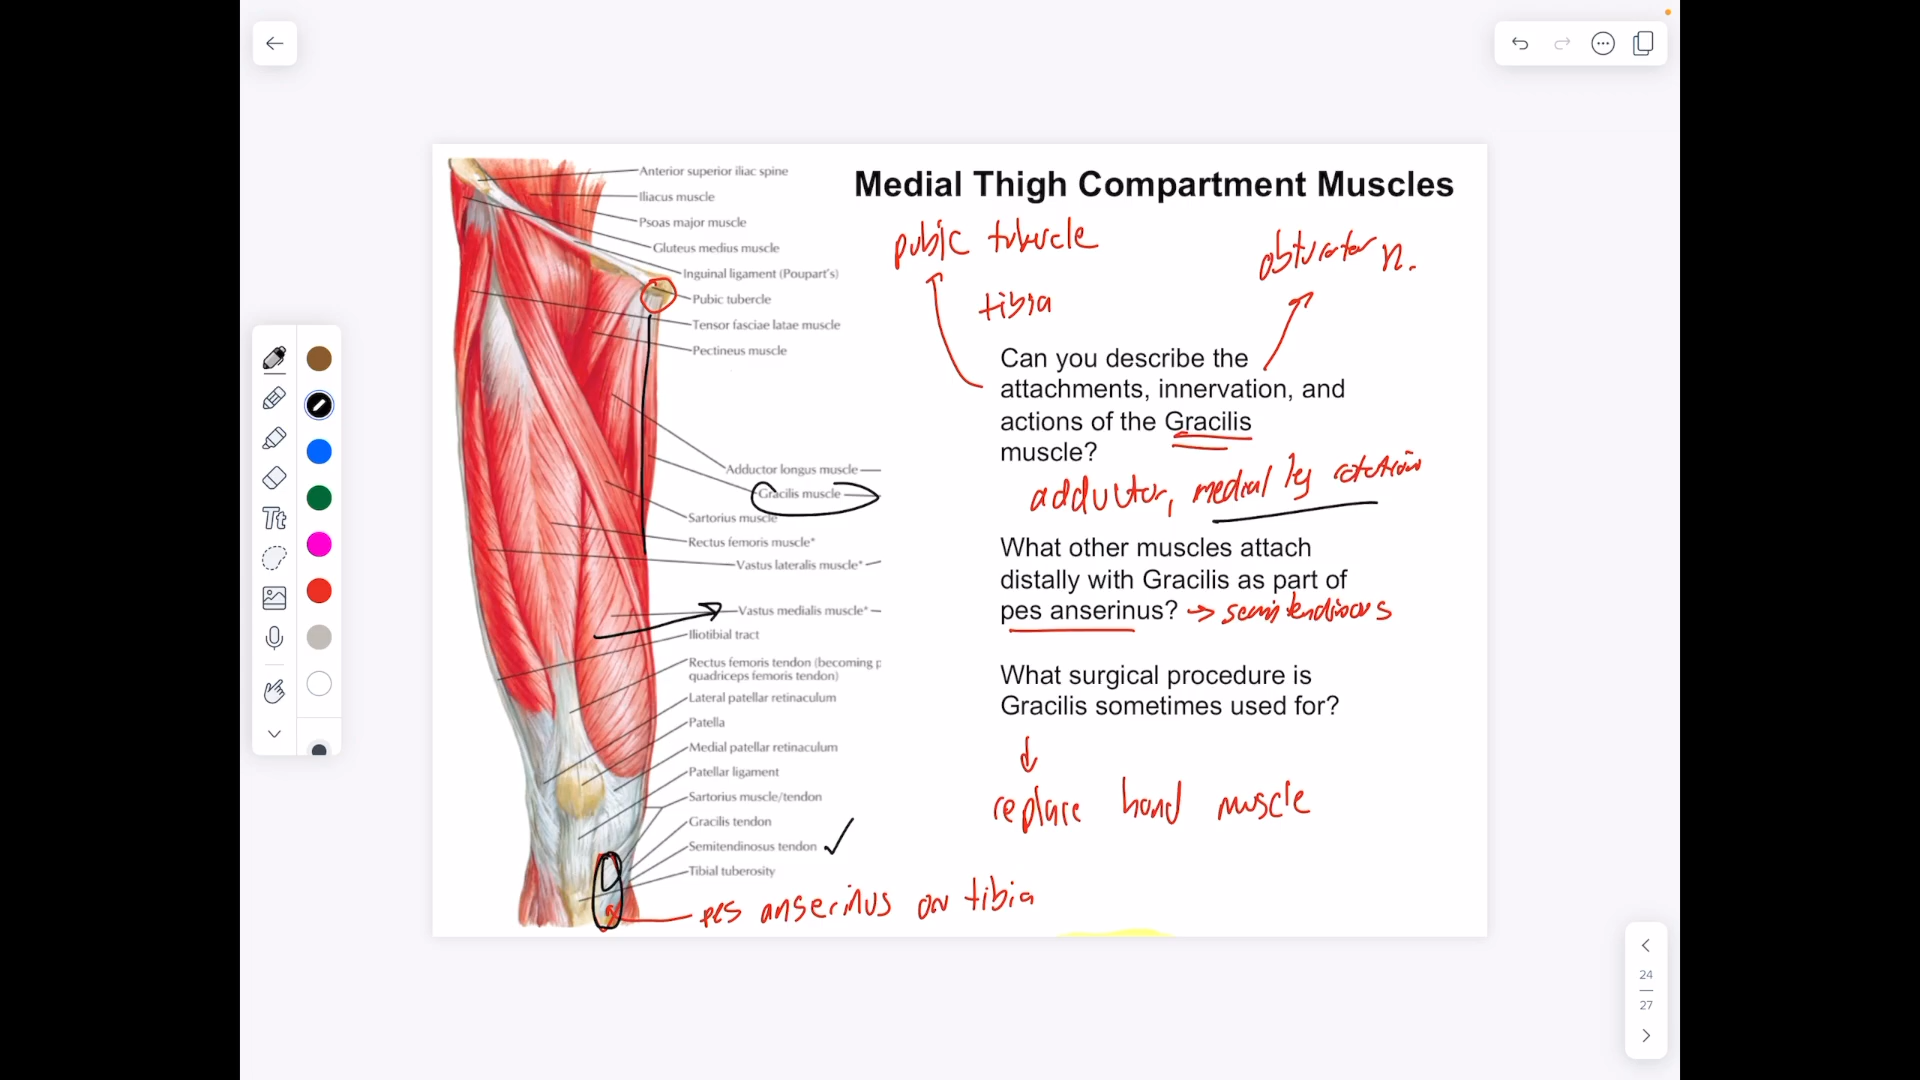 Medial Thigh Compartment Muscles
Anterior superior iliac spine
Iliacus muscle
Psoas major muscle
Gluteus medius muscle
Inguinal ligament (Poupart's)
Pubic tubercle
Tensor fasciae latae muscle
Pectineus muscle
Adductor longus muscle
Gracilis muscle
Sartorius muscle
Rectus femoris muscle*
Vastus lateralis muscle*
Vastus medialis muscle*
Iliotibial tract
Rectus femoris tendon (becoming p
quadriceps femoris tendon)
Lateral patellar retinaculum
Patella
Medial patellar retinaculum
Patellar ligament
Sartorius muscle/tendon
Gracilis tendon
Semitendinosus tendon
Tibial tuberosity
pes anserinus on tibia
pubic tubercle
obturator n.
tibia
Can you describe the
attachments, innervation, and
actions of the Gracilis
muscle?
adductor, medial leg rotation
What other muscles attach
distally with Gracilis as part of
pes anserinus? → semitendinous
What surgical procedure is
Gracilis sometimes used for?
replace hand muscle
Tt
24
27